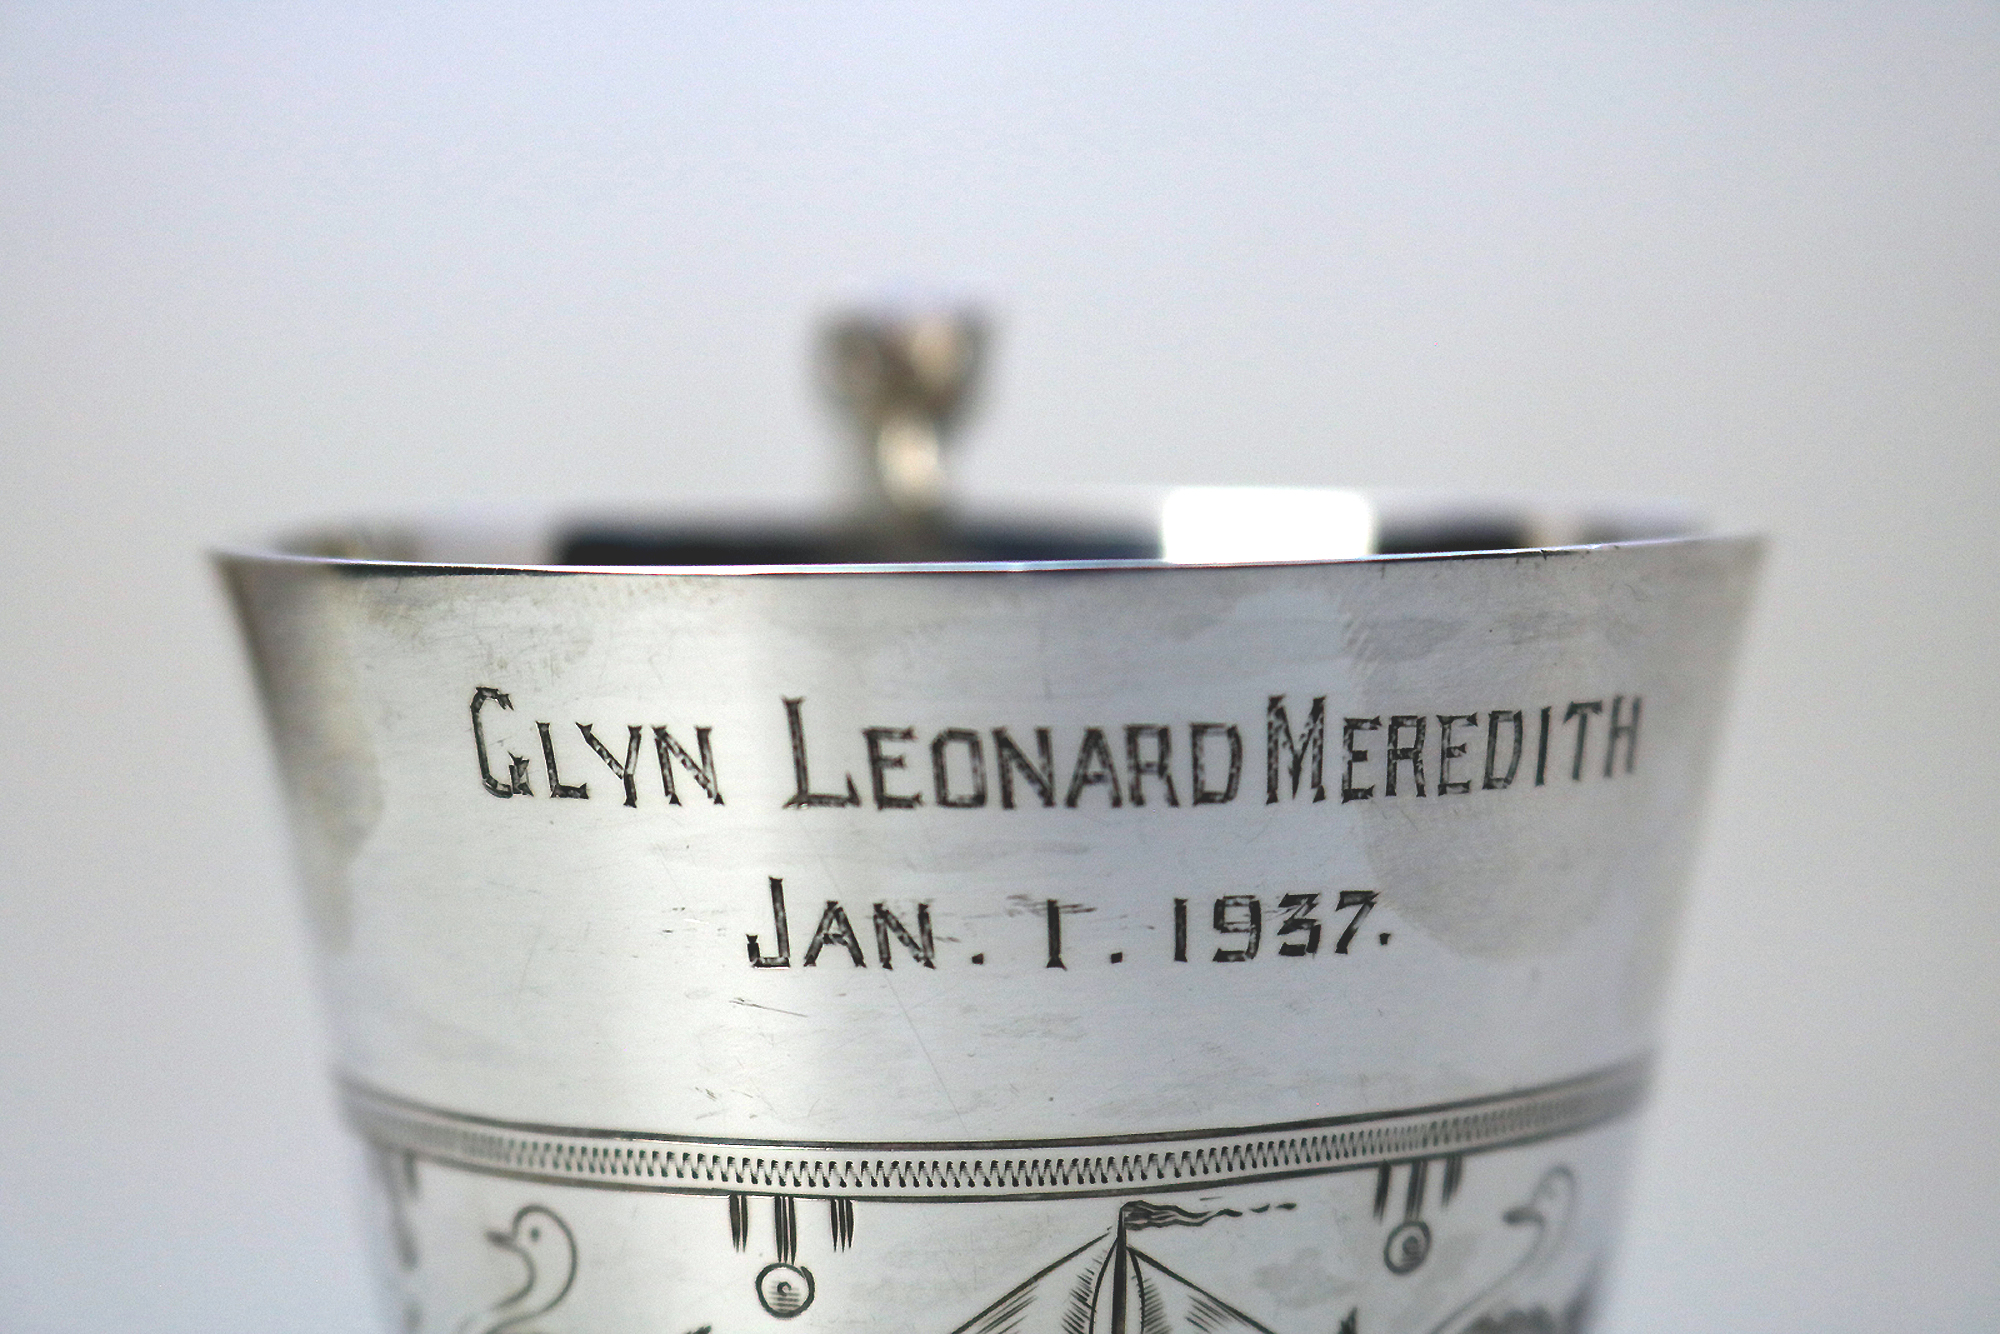 GLYN LEONARD MEREDITH
JAN. 1. 1937.